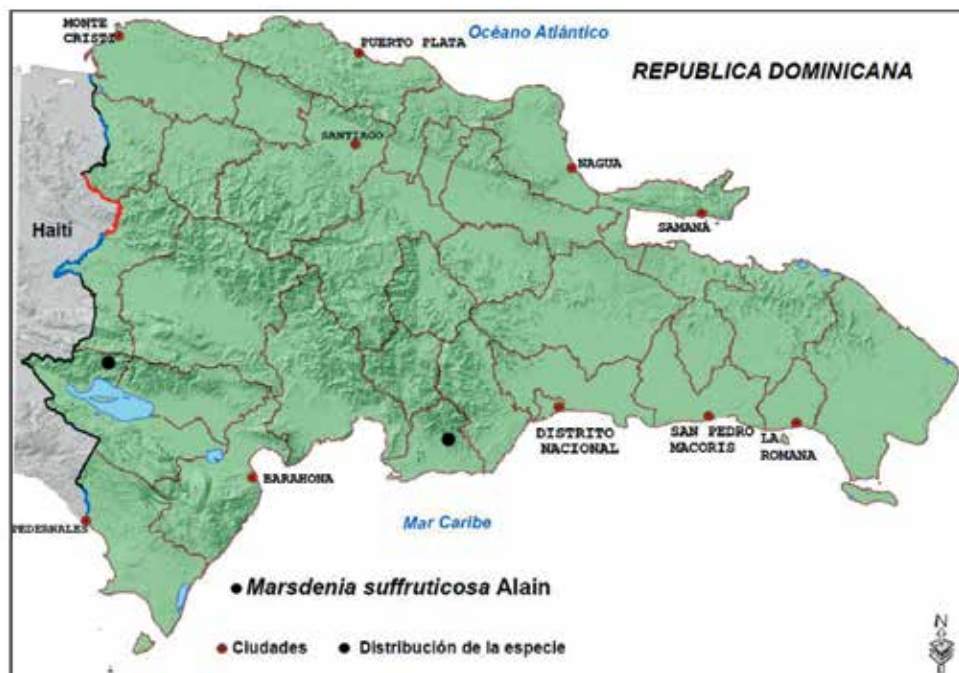 MONTE
CRISTI
PUERTO PLATA
Océano Atlántico
REPUBLICA DOMINICANA
SANTIAGO
NAGUA
SAMANÁ
Haití
DISTRITO
NACIONAL
SAN PEDRO
MACORIS
LA
ROMANA
BARAHONA
PEDERNALES
Mar Caribe
Marsdenia suffruticosa Alain
Ciudades
Distribución de la especie
N